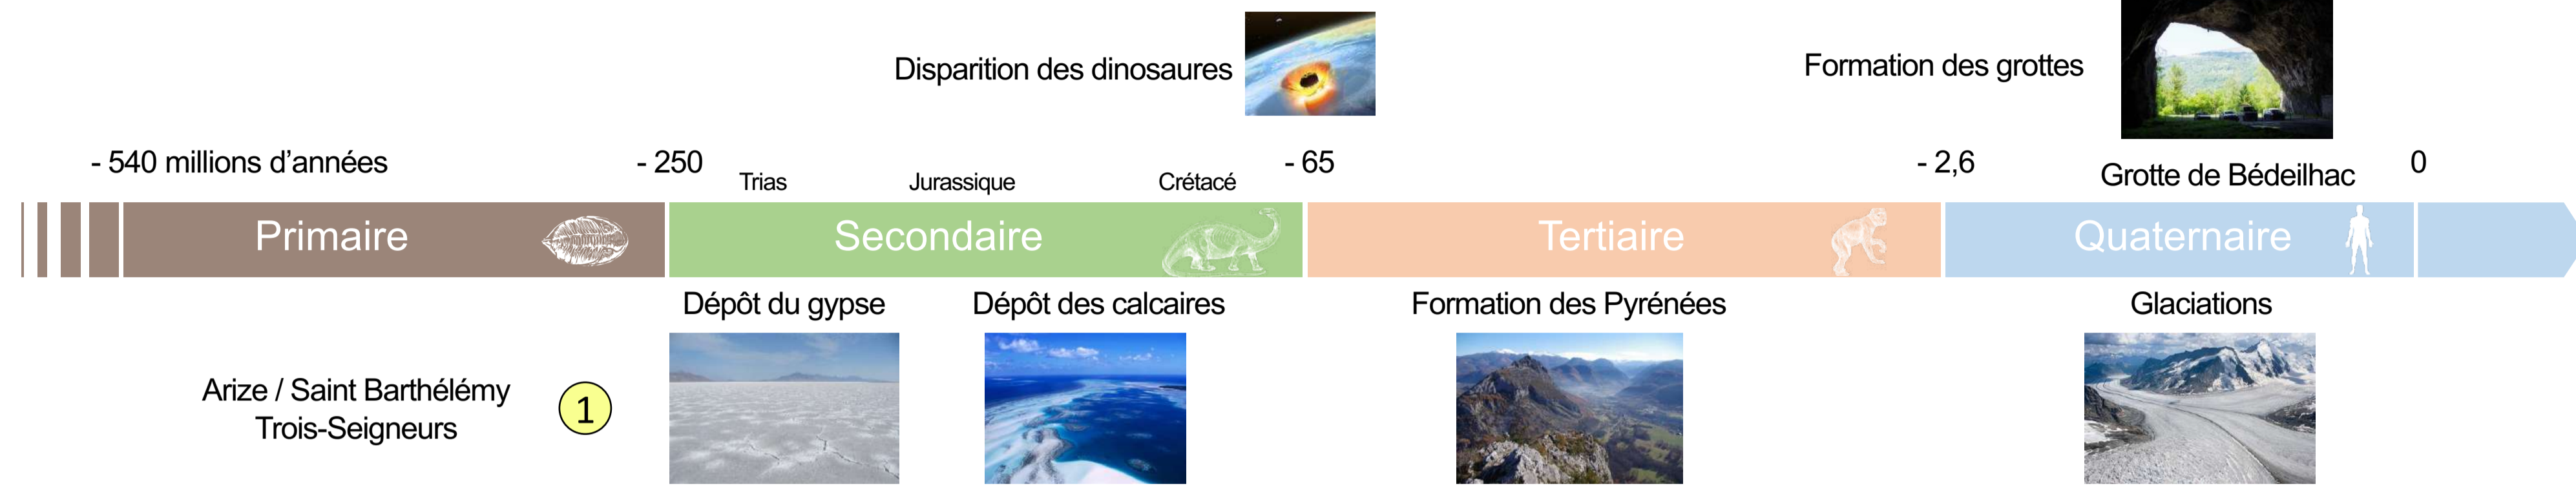 Disparition des dinosaures
Formation des grottes
- 540 millions d’années
- 250
Trias
Jurassique
Crétacé
- 65
- 2,6
Grotte de Bédeilhac
0
Primaire
Secondaire
Tertiaire
Quaternaire
Dépôt du gypse
Dépôt des calcaires
Formation des Pyrénées
Glaciations
Arize / Saint Barthélémy
Trois-Seigneurs
1